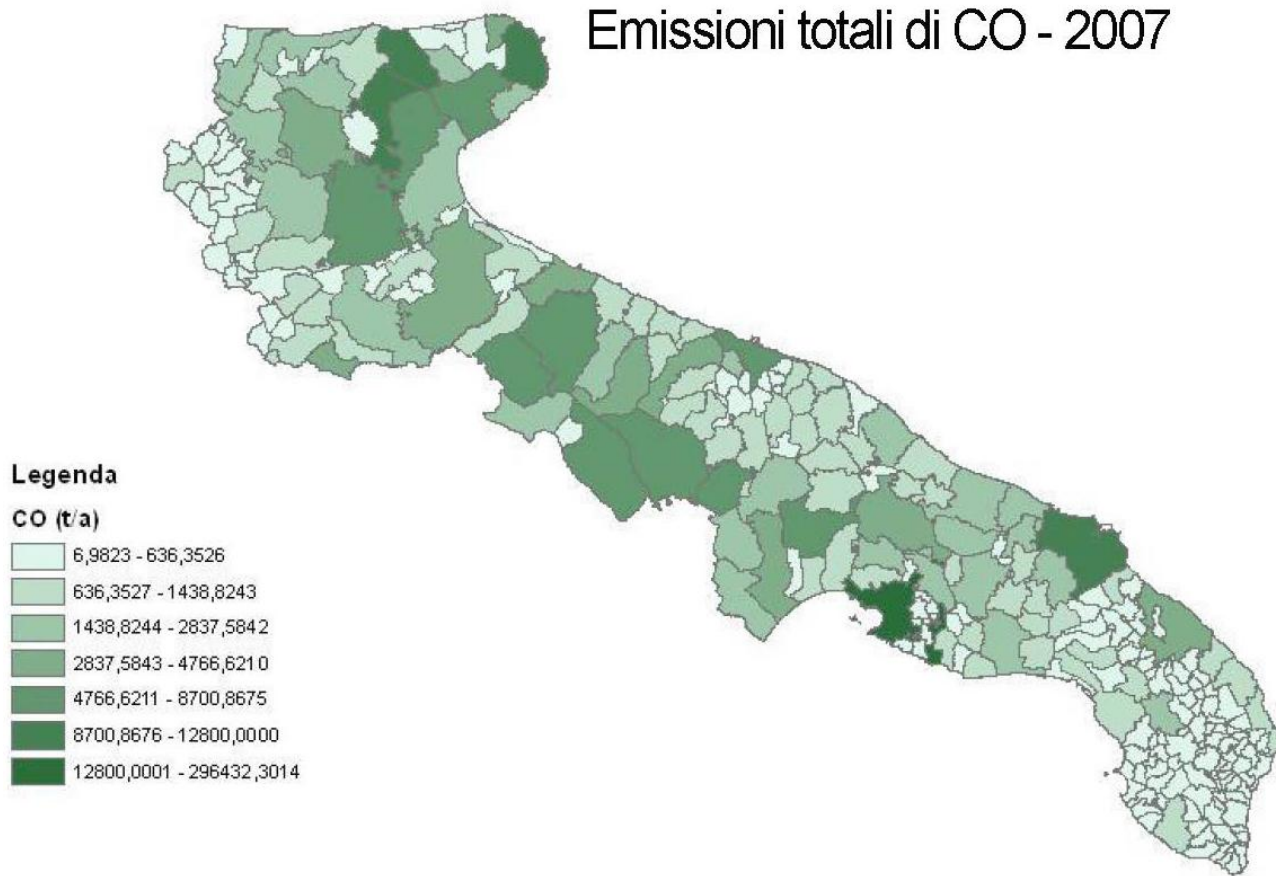 Emissioni totali di CO - 2007
Legenda
CO (t/a)
6,9823 - 636,3526
636,3527 - 1438,8243
1438,8244 - 2837,5842
2837,5843 - 4766,6210
4766,6211 - 8700,8675
8700,8676 - 12800,0000
12800,0001 - 296432,3014